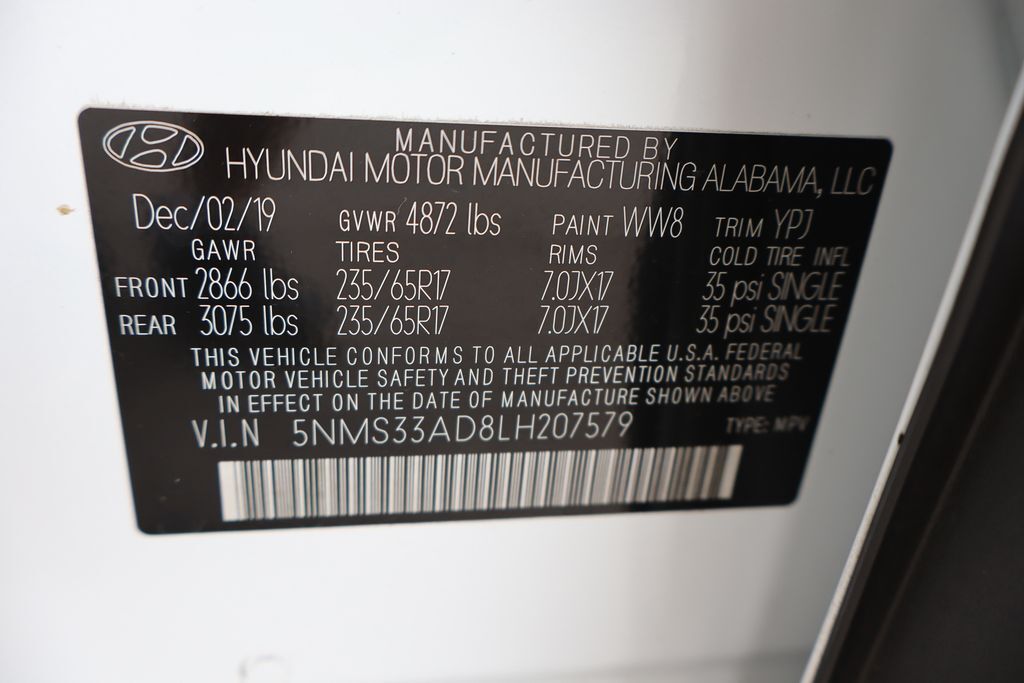 MANUFACTURED BY
HYUNDAI MOTOR MANUFACTURING ALABAMA, LLC
Dec/02/19 GVWR 4872 lbs PAINT WW8 TRIM YPJ
GAWR TIRES RIMS COLD TIRE INFL
FRONT 2866 lbs 235/65R17 7.0JX17 35 psi SINGLE
REAR 3075 lbs 235/65R17 7.0JX17 35 psi SINGLE
THIS VEHICLE CONFORMS TO ALL APPLICABLE U.S.A. FEDERAL
MOTOR VEHICLE SAFETY AND THEFT PREVENTION STANDARDS
IN EFFECT ON THE DATE OF MANUFACTURE SHOWN ABOVE
V.I.N 5NMS33AD8LH207579 TYPE: MPV